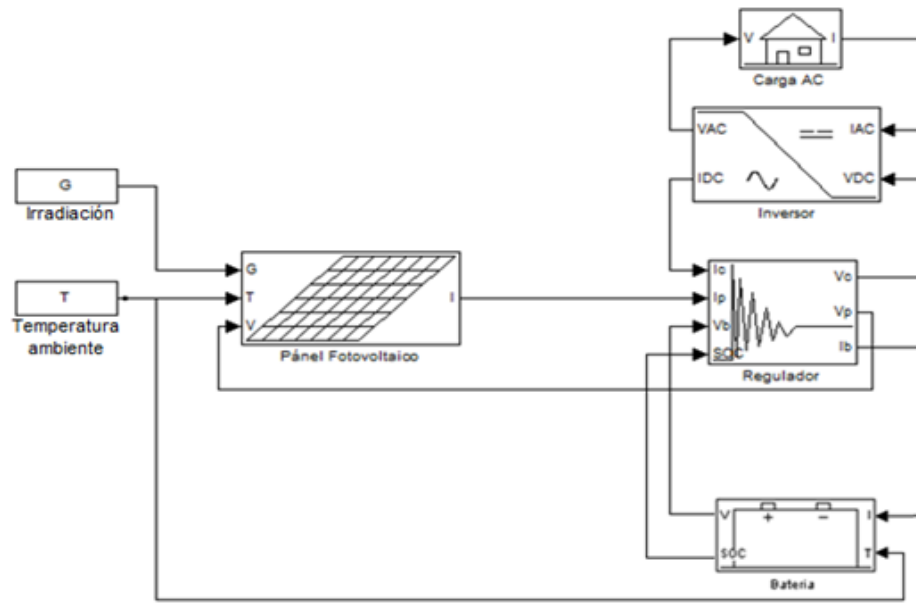 V
I
Carga AC
VAC
IAC
IDC
VDC
Inversor
G
Irradiación
T
Temperatura
ambiente
G
T
V
I
Pánel Fotovoltaico
Ic
Ip
Vb
SOC
Vc
Vp
Ib
Regulador
V
I
SOC
T
Bateria